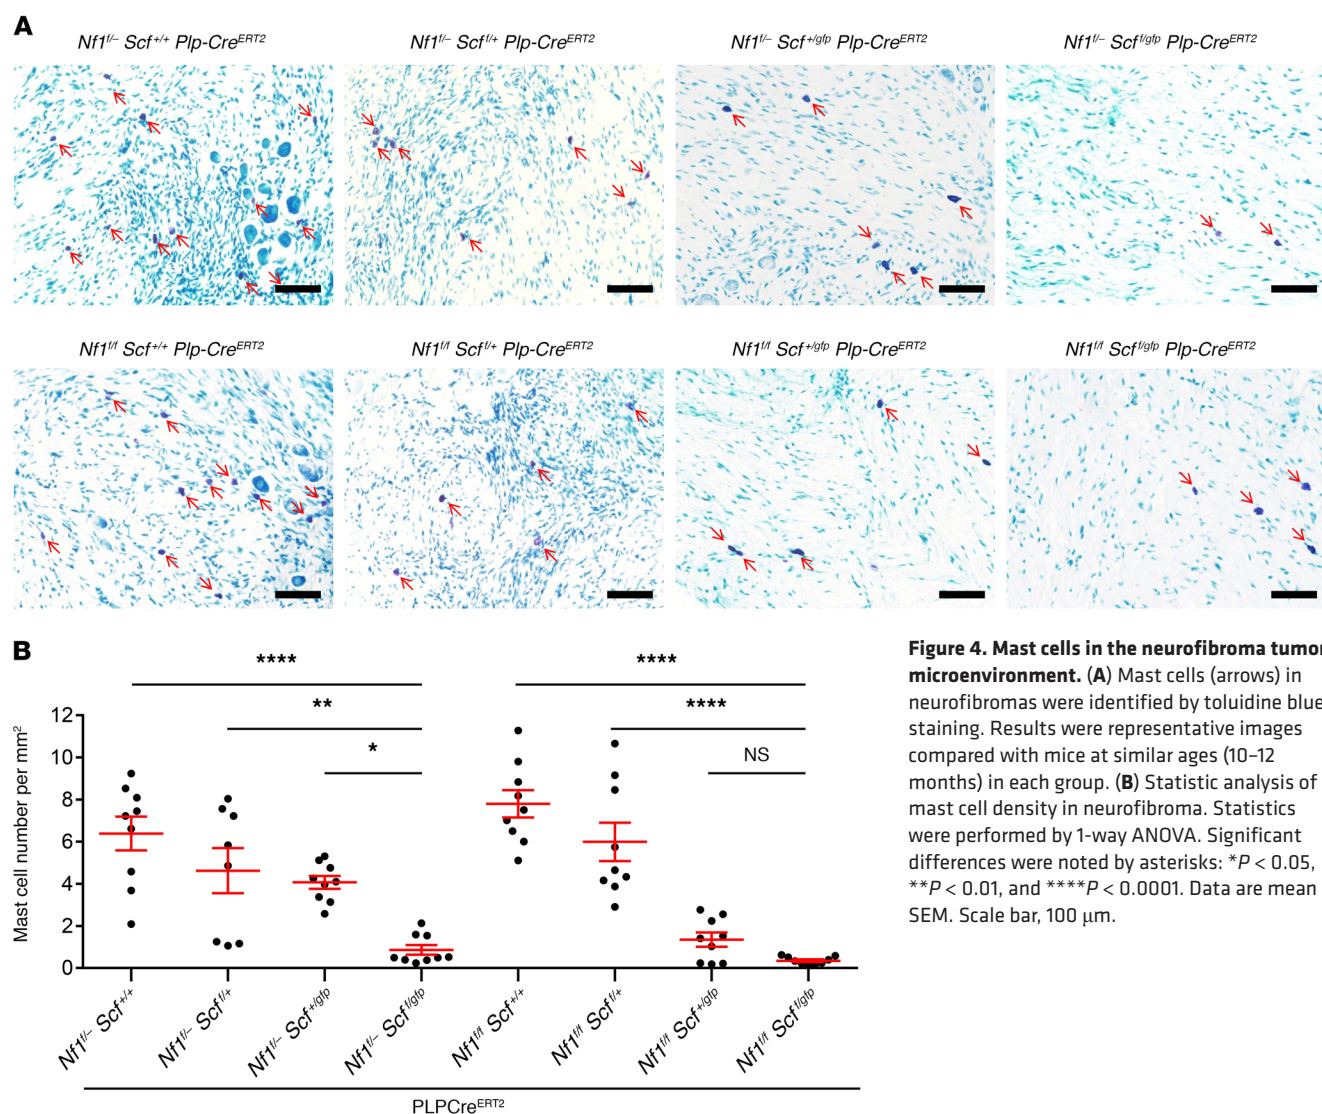 A
Nf1f/– Scf+/+ Plp-CreERT2
Nf1f/– Scff/+ Plp-CreERT2
Nf1f/– Scf+/gfp Plp-CreERT2
Nf1f/– Scff/gfp Plp-CreERT2
Nf1f/f Scf+/+ Plp-CreERT2
Nf1f/f Scff/+ Plp-CreERT2
Nf1f/f Scf+/gfp Plp-CreERT2
Nf1f/f Scff/gfp Plp-CreERT2
B
****
**
*
****
****
NS
Mast cell number per mm²
12
10
8
6
4
2
0
Nf1f/– Scf+/+
Nf1f/– Scff/+
Nf1f/– Scf+/gfp
Nf1f/– Scff/gfp
Nf1f/f Scf+/+
Nf1f/f Scff/+
Nf1f/f Scf+/gfp
Nf1f/f Scff/gfp
PLPCreERT2
Figure 4. Mast cells in the neurofibroma tumor
microenvironment. (A) Mast cells (arrows) in
neurofibromas were identified by toluidine blue
staining. Results were representative images
compared with mice at similar ages (10–12
months) in each group. (B) Statistic analysis of
mast cell density in neurofibroma. Statistics
were performed by 1-way ANOVA. Significant
differences were noted by asterisks: *P < 0.05,
**P < 0.01, and ****P < 0.0001. Data are mean
SEM. Scale bar, 100 μm.